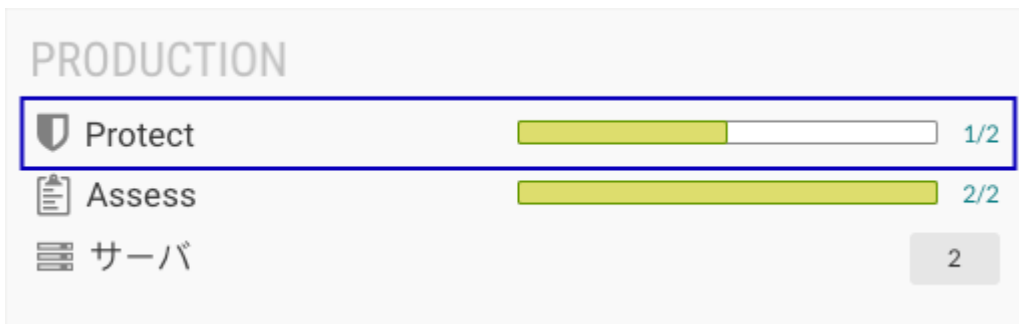 PRODUCTION
Protect 1/2
Assess 2/2
サーバ 2